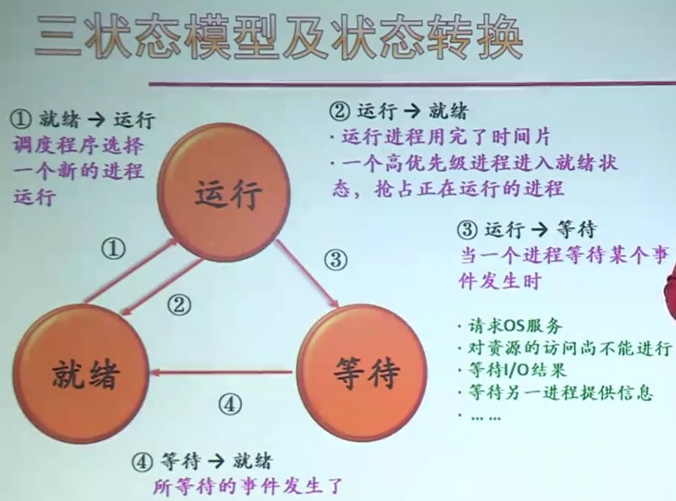 三状态模型及状态转换
① 就绪 → 运行
调度程序选择
一个新的进程
运行
② 运行 → 就绪
· 运行进程用完了时间片
· 一个高优先级进程进入就绪状
态，抢占正在运行的进程
运行
③ 运行 → 等待
当一个进程等待某个事
件发生时
①
②
③
· 请求OS服务
· 对资源的访问尚不能进行
· 等待I/O结果
· 等待另一进程提供信息
· ... ...
就绪
等待
④
④ 等待 → 就绪
所等待的事件发生了